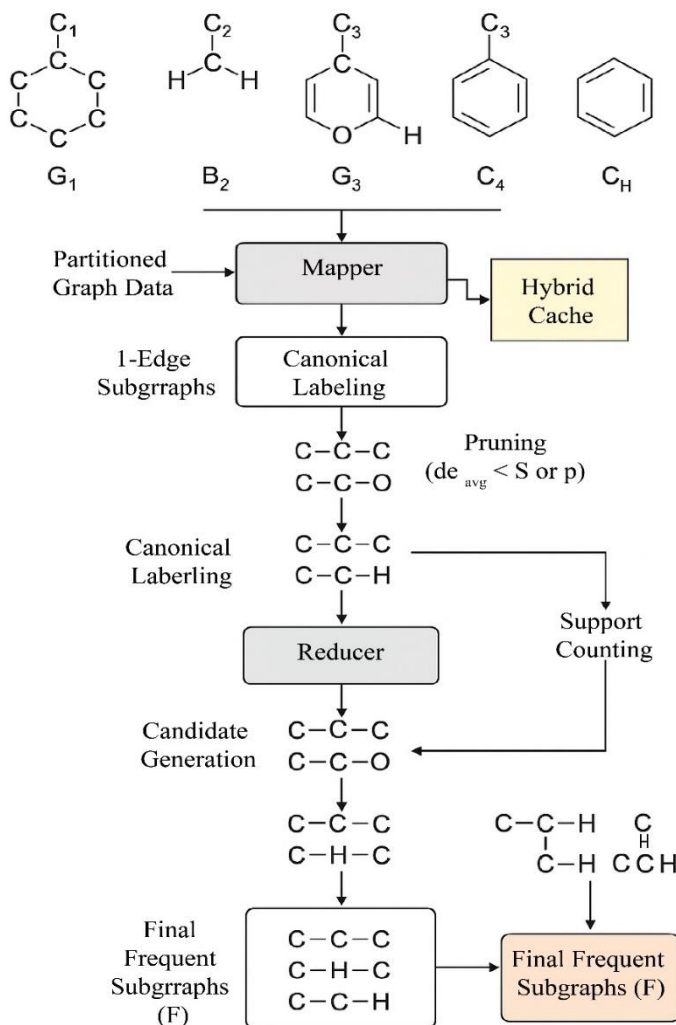 C1
C2
C3
C3
C
C
C
C
C
C
H
C
H
C
O
H
G1
B2
G3
C4
CH
Partitioned
Graph Data
Mapper
Hybrid
Cache
1-Edge
Subgrraphs
Canonical
Labeling
C-C-C
C-C-O
Pruning
(de avg < S or p)
Canonical
Laberling
C-C-C
C-C-H
Support
Counting
Reducer
Candidate
Generation
C-C-C
C-C-O
C-C-C
C-H-C
C-C-H
C-H
C
H
CCH
Final
Frequent
Subgrraphs
(F)
C-C-C
C-H-C
C-C-H
Final Frequent
Subgraphs (F)